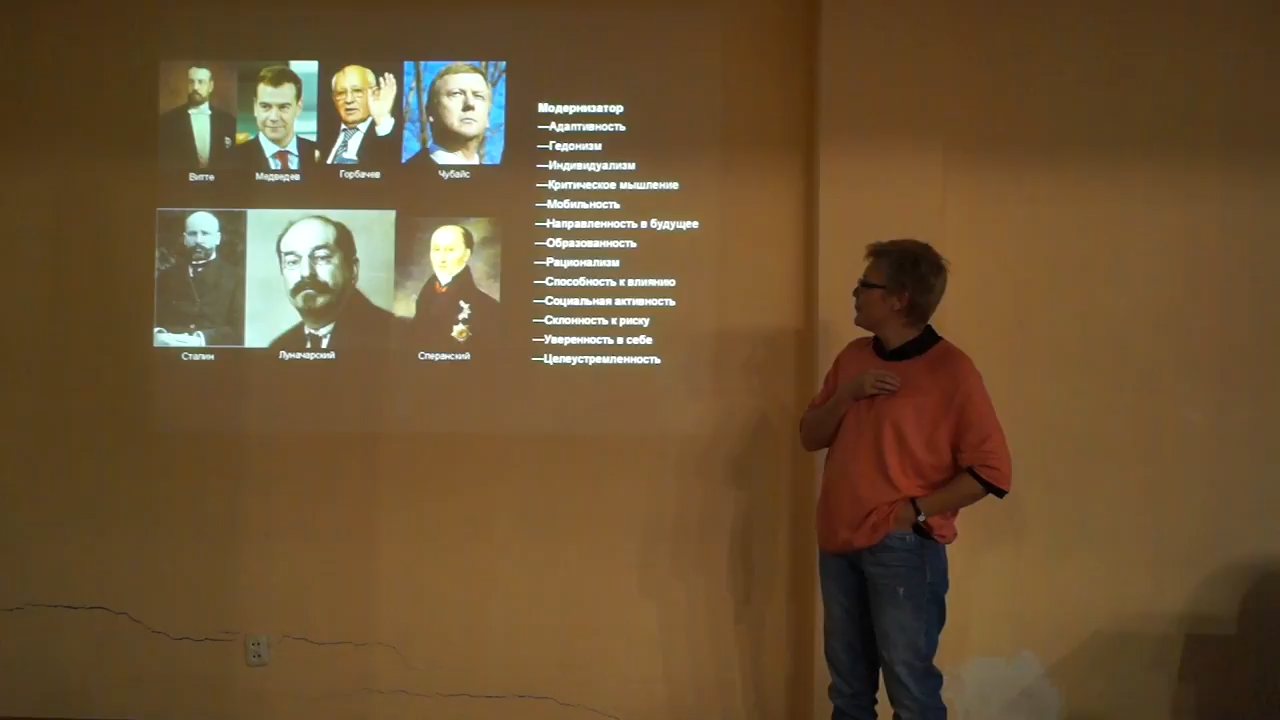 Витте
Медведев
Горбачев
Чубайс
Сталин
Луначарский
Сперанский
Модернизатор
—Адаптивность
—Гедонизм
—Индивидуализм
—Критическое мышление
—Мобильность
—Направленность в будущее
—Образованность
—Рационализм
—Способность к влиянию
—Социальная активность
—Склонность к риску
—Уверенность в себе
—Целеустремленность